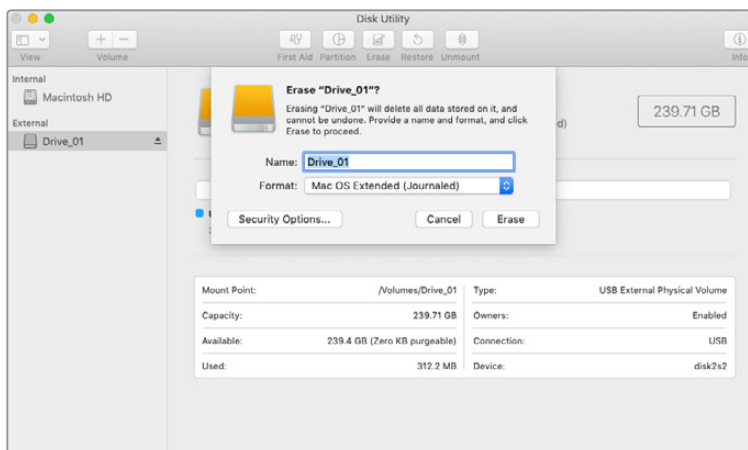 Disk Utility
View
Volume
First Aid
Partition
Erase
Restore
Unmount
Info
Internal
Macintosh HD
External
Drive_01
239.71 GB
Erase “Drive_01”?
Erasing “Drive_01” will delete all data stored on it, and
cannot be undone. Provide a name and format, and click
Erase to proceed.
Name: Drive_01
Format: Mac OS Extended (Journaled)
Security Options...
Cancel
Erase
Mount Point: /Volumes/Drive_01
Capacity: 239.71 GB
Available: 239.4 GB (Zero KB purgeable)
Used: 312.2 MB
Type: USB External Physical Volume
Owners: Enabled
Connection: USB
Device: disk2s2